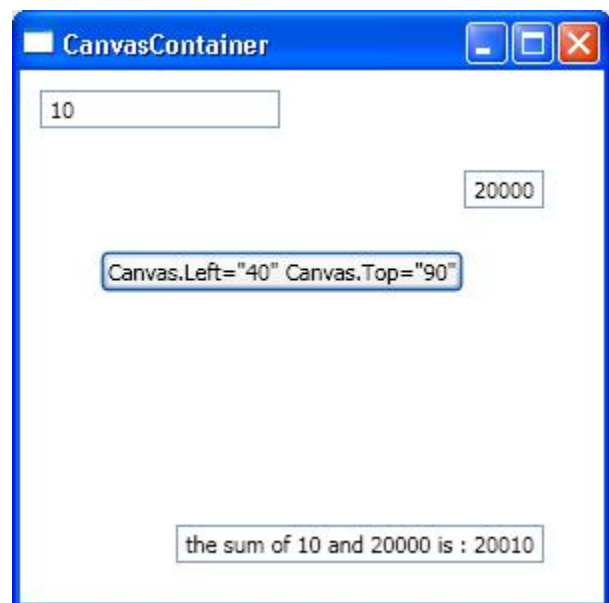 CanvasContainer
10
20000
Canvas.Left="40" Canvas.Top="90"
the sum of 10 and 20000 is : 20010